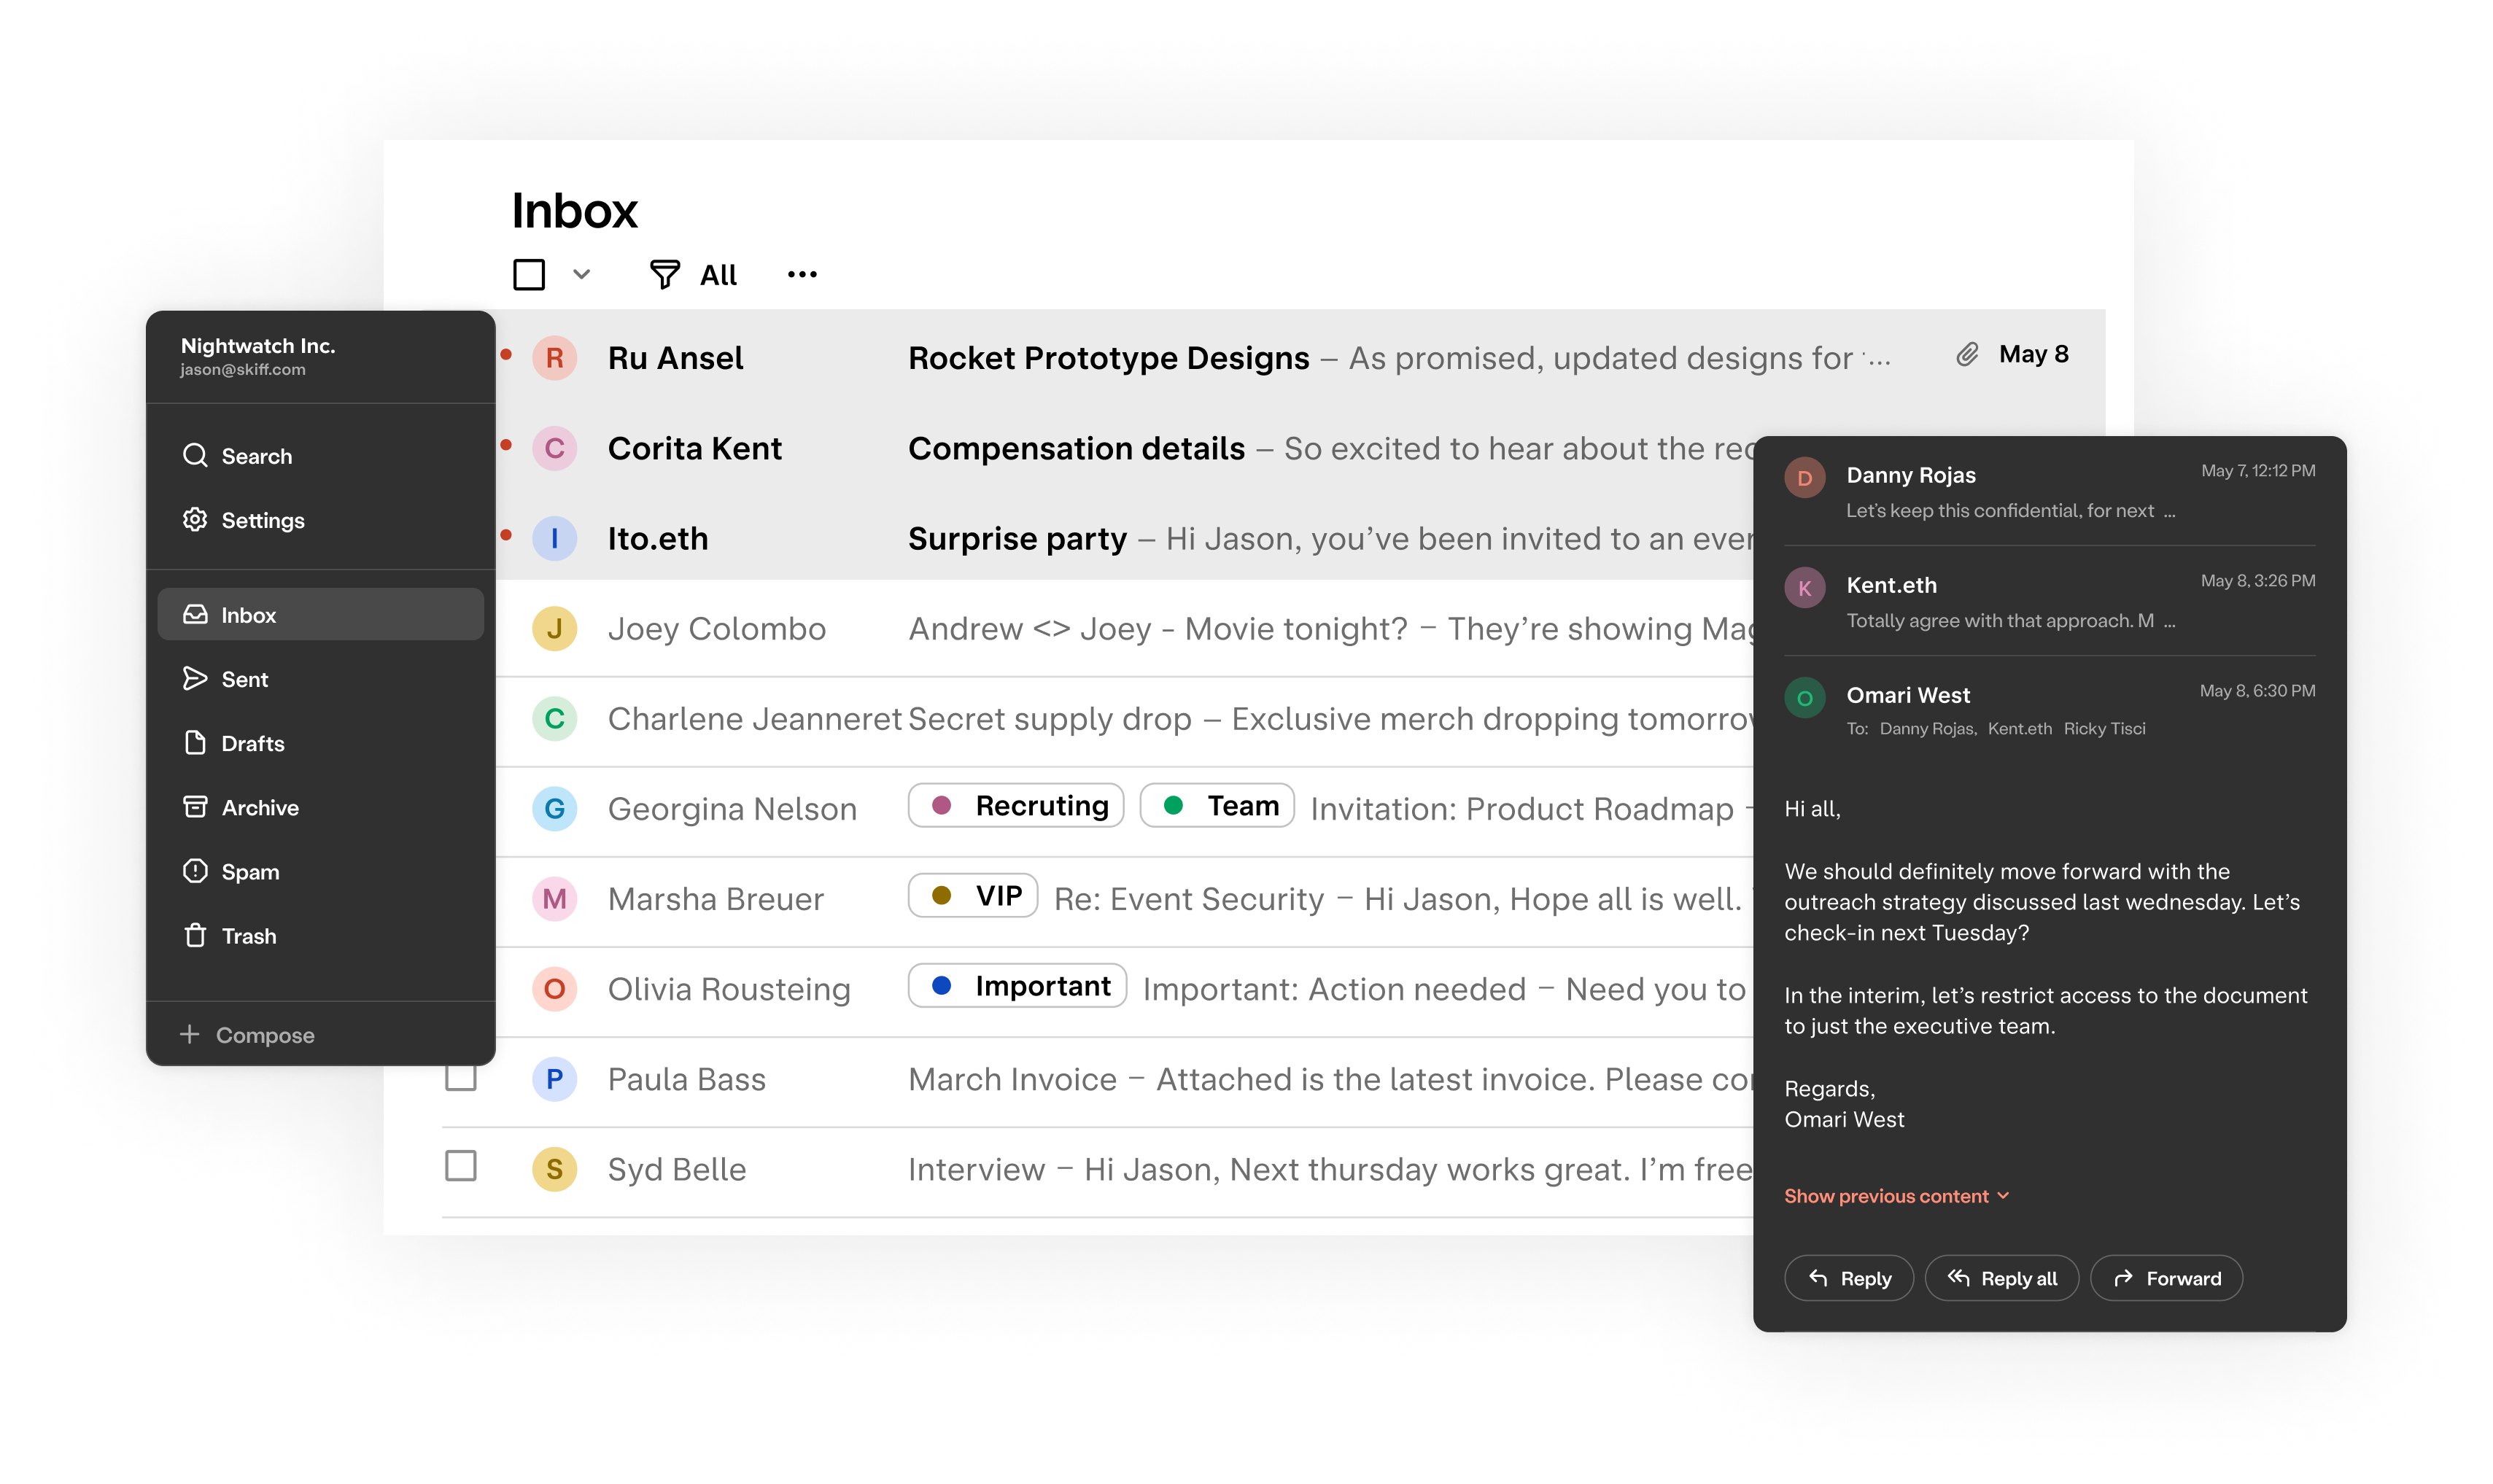 Inbox
All
Nightwatch Inc.
jason@skiff.com
Search
Settings
Inbox
Sent
Drafts
Archive
Spam
Trash
Compose
R Ru Ansel Rocket Prototype Designs – As promised, updated designs for ... May 8
C Corita Kent Compensation details – So excited to hear about the
I Ito.eth Surprise party – Hi Jason, you’ve been invited to an
J Joey Colombo Andrew <> Joey - Movie tonight? – They’re showing
C Charlene Jeanneret Secret supply drop – Exclusive merch dropping
G Georgina Nelson Recruting Team Invitation: Product Roadmap –
M Marsha Breuer VIP Re: Event Security – Hi Jason, Hope all is well.
O Olivia Rousteing Important Important: Action needed – Need you to
P Paula Bass March Invoice – Attached is the latest invoice. Please
S Syd Belle Interview – Hi Jason, Next thursday works great. I’m free
D Danny Rojas May 7, 12:12 PM
Let’s keep this confidential, for next ...
K Kent.eth May 8, 3:26 PM
Totally agree with that approach. M ...
O Omari West May 8, 6:30 PM
To: Danny Rojas, Kent.eth Ricky Tisci
Hi all,
We should definitely move forward with the
outreach strategy discussed last wednesday. Let’s
check-in next Tuesday?
In the interim, let’s restrict access to the document
to just the executive team.
Regards,
Omari West
Show previous content
Reply Reply all Forward